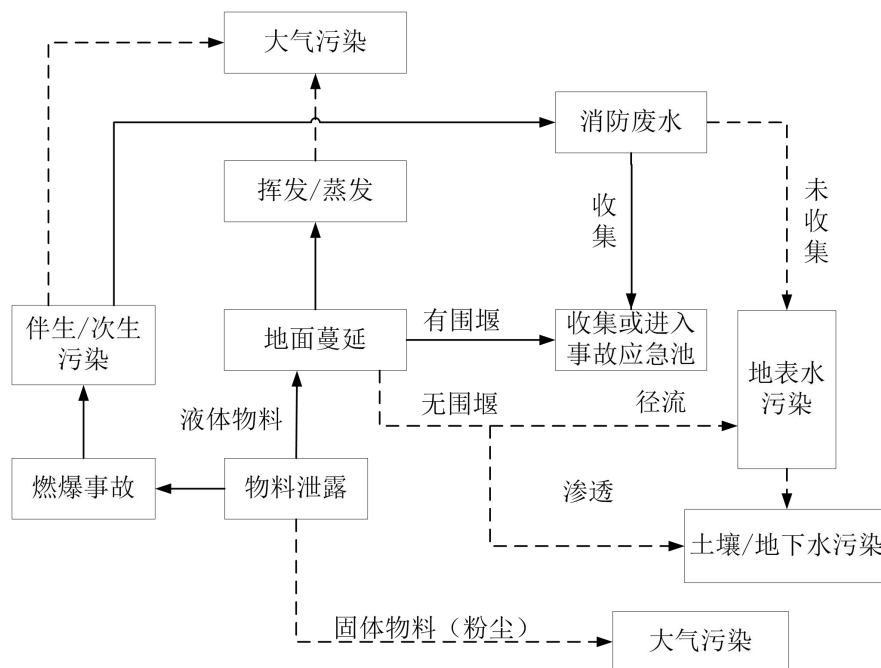 大气污染
消防废水
挥发/蒸发
收
集
未
收
集
伴生/次生
污染
地面蔓延
有围堰
收集或进入
事故应急池
地表水
污染
液体物料
无围堰
径流
燃爆事故
物料泄露
渗透
土壤/地下水污染
固体物料（粉尘）
大气污染